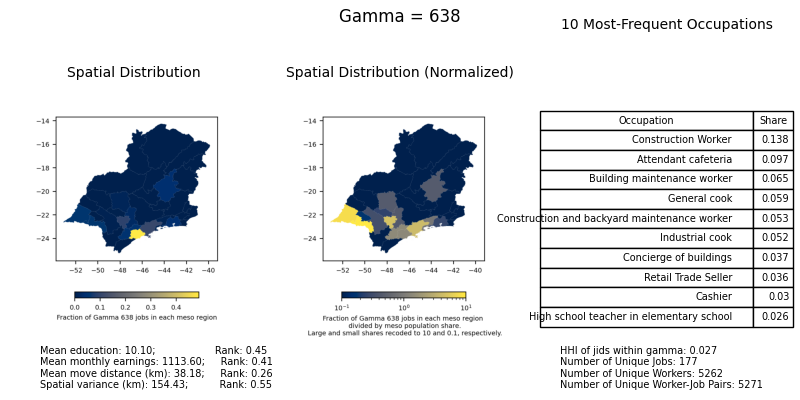 Gamma = 638
10 Most-Frequent Occupations
Spatial Distribution
Spatial Distribution (Normalized)
−14
−16
−18
−20
−22
−24
−52 −50 −48 −46 −44 −42 −40
0.0 0.1 0.2 0.3 0.4
Fraction of Gamma 638 jobs in each meso region
−14
−16
−18
−20
−22
−24
−52 −50 −48 −46 −44 −42 −40
10⁻¹ 10⁰ 10¹
Fraction of Gamma 638 jobs in each meso region
divided by meso population share.
Large and small shares recoded to 10 and 0.1, respectively.
Occupation Share
Construction Worker 0.138
Attendant cafeteria 0.097
Building maintenance worker 0.065
General cook 0.059
Construction and backyard maintenance worker 0.053
Industrial cook 0.052
Concierge of buildings 0.037
Retail Trade Seller 0.036
Cashier 0.03
High school teacher in elementary school 0.026
Mean education: 10.10; Rank: 0.45
Mean monthly earnings: 1113.60; Rank: 0.41
Mean move distance (km): 38.18; Rank: 0.26
Spatial variance (km): 154.43; Rank: 0.55
HHI of jids within gamma: 0.027
Number of Unique Jobs: 177
Number of Unique Workers: 5262
Number of Unique Worker-Job Pairs: 5271